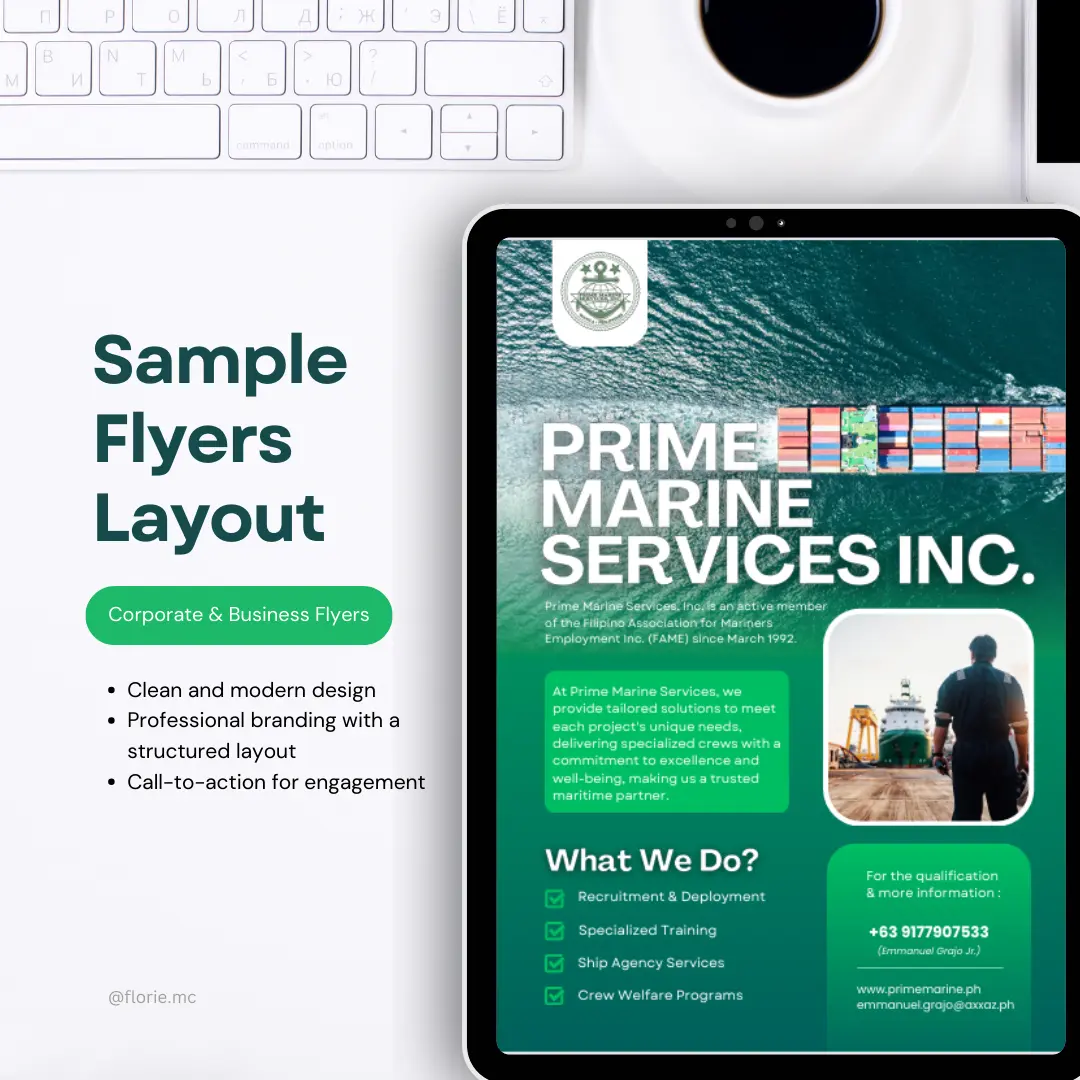 П Р О Л Д ; Ж Э \ Ё
М В И N Т M Ь < , Б > . Ю ? /
command alt option
Sample
Flyers
Layout
Corporate & Business Flyers
• Clean and modern design
• Professional branding with a
structured layout
• Call-to-action for engagement
@florie.mc
PRIME
MARINE
SERVICES INC.
Prime Marine Services, Inc. is an active member
of the Filipino Association for Mariners
Employment Inc. (FAME) since March 1992.
At Prime Marine Services, we
provide tailored solutions to meet
each project's unique needs,
delivering specialized crews with a
commitment to excellence and
well-being, making us a trusted
maritime partner.
What We Do?
Recruitment & Deployment
Specialized Training
Ship Agency Services
Crew Welfare Programs
For the qualification
& more information :
+63 9177907533
(Emmanuel Grajo Jr.)
www.primemarine.ph
emmanuel.grajo@axxaz.ph